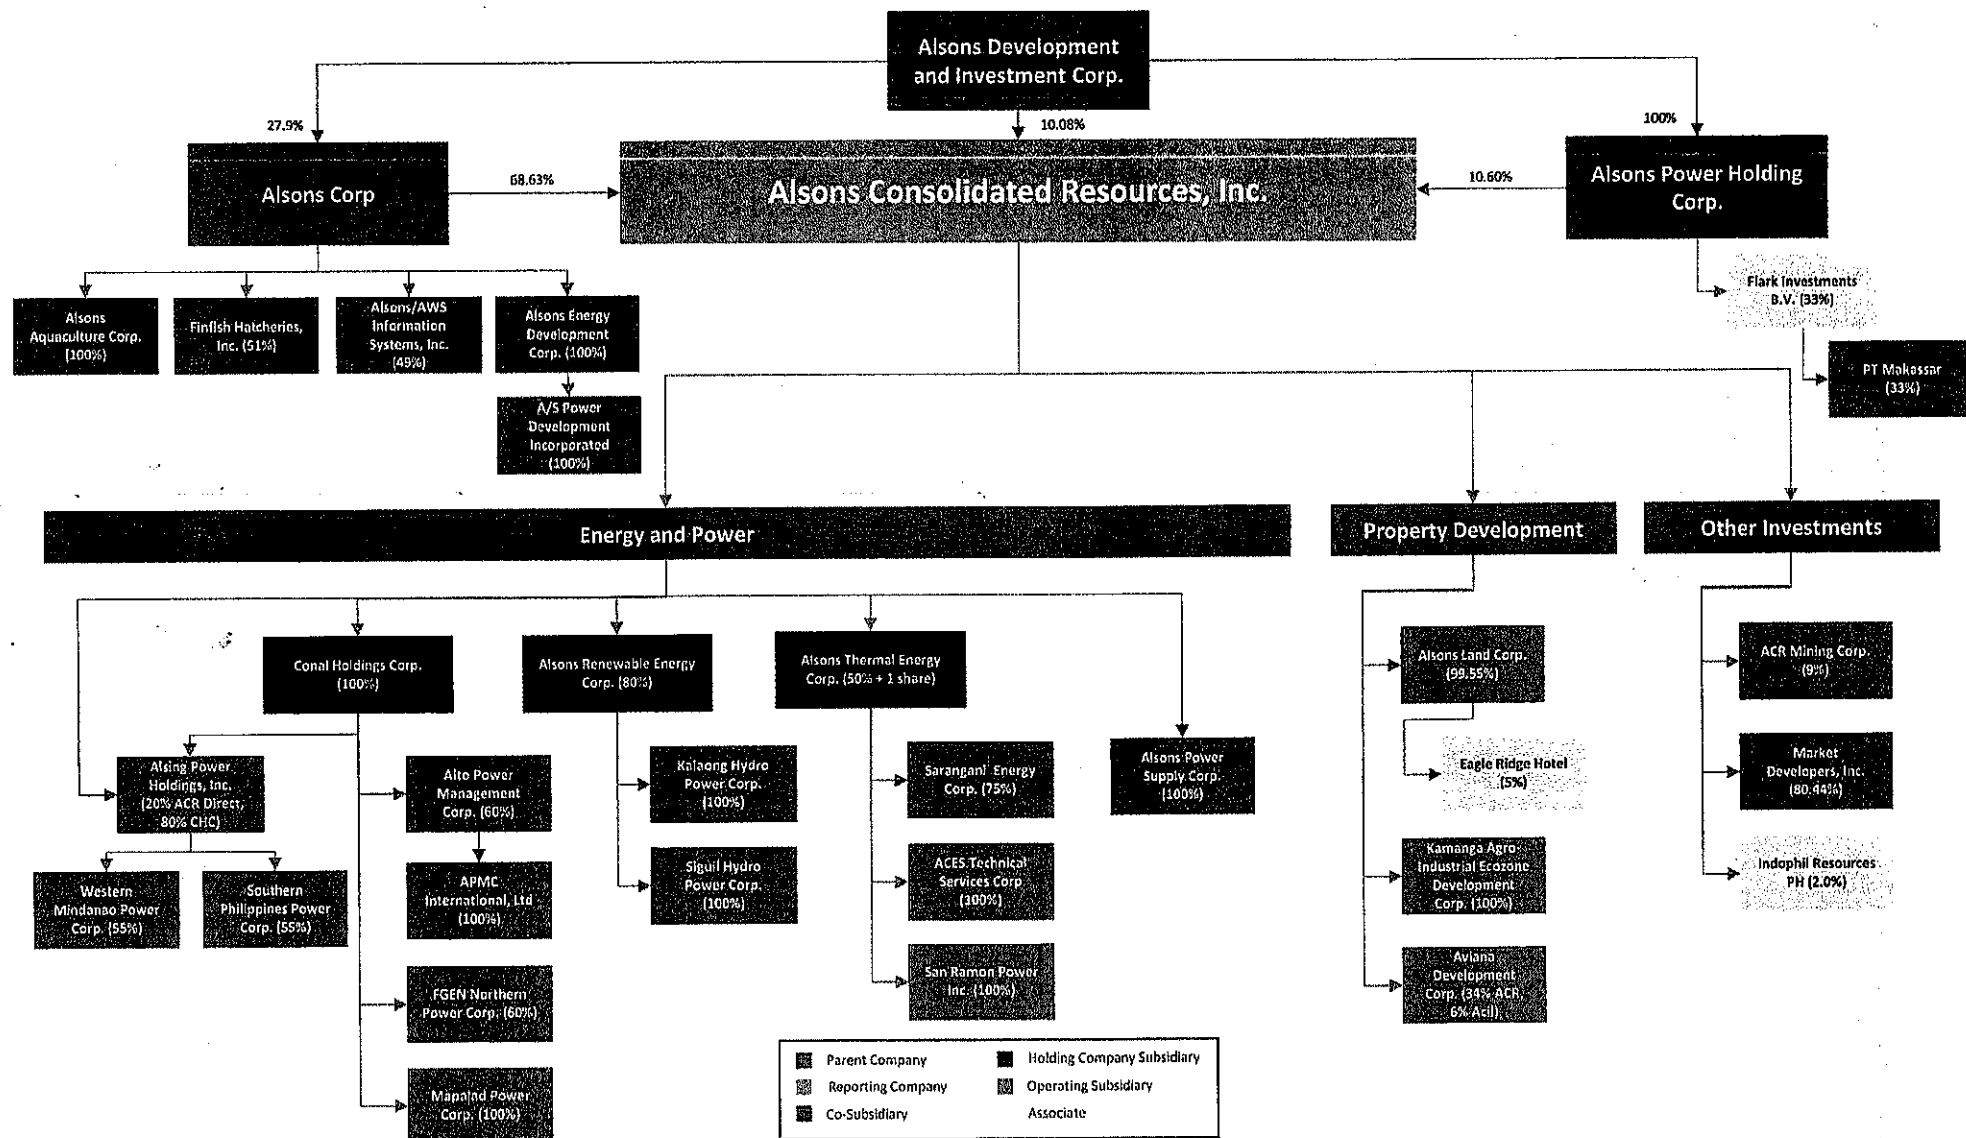 Alsons Development
and Investment Corp.
27.9%
10.08%
100%
Alsons Corp
68.63%
Alsons Consolidated Resources, Inc.
10.60%
Alsons Power Holding
Corp.
Flark Investments
B.V. (33%)
PT Makassar
(33%)
Alsons
Aquaculture Corp.
(100%)
Finfish Hatcheries,
Inc. (51%)
Alsons/AWS
Information
Systems, Inc.
(49%)
Alsons Energy
Development
Corp. (100%)
A/S Power
Development
Incorporated
(100%)
Energy and Power
Property Development
Other Investments
Conal Holdings Corp.
(100%)
Alsons Renewable Energy
Corp. (80%)
Alsons Thermal Energy
Corp. (50% + 1 share)
Alsing Power
Holdings, Inc.
(20% ACR Direct,
80% CHC)
Western
Mindanao Power
Corp. (55%)
Southern
Philippines Power
Corp. (55%)
Alto Power
Management
Corp. (60%)
APMC
International, Ltd
(100%)
FGEN Northern
Power Corp. (60%)
Mapalad Power
Corp. (100%)
Kalaong Hydro
Power Corp.
(100%)
Siguil Hydro
Power Corp.
(100%)
Sarangani Energy
Corp. (75%)
ACES Technical
Services Corp
(100%)
San Ramon Power
Inc. (100%)
Alsons Power
Supply Corp.
(100%)
Alsons Land Corp.
(99.55%)
Eagle Ridge Hotel
(5%)
Kamanga Agro-
Industrial Ecozone
Development
Corp. (100%)
Aviana
Development
Corp. (34% ACR,
6% Acil)
ACR Mining Corp.
(9%)
Market
Developers, Inc.
(80.44%)
Indophil Resources
PH (2.0%)
Parent Company
Holding Company Subsidiary
Reporting Company
Operating Subsidiary
Co-Subsidiary
Associate